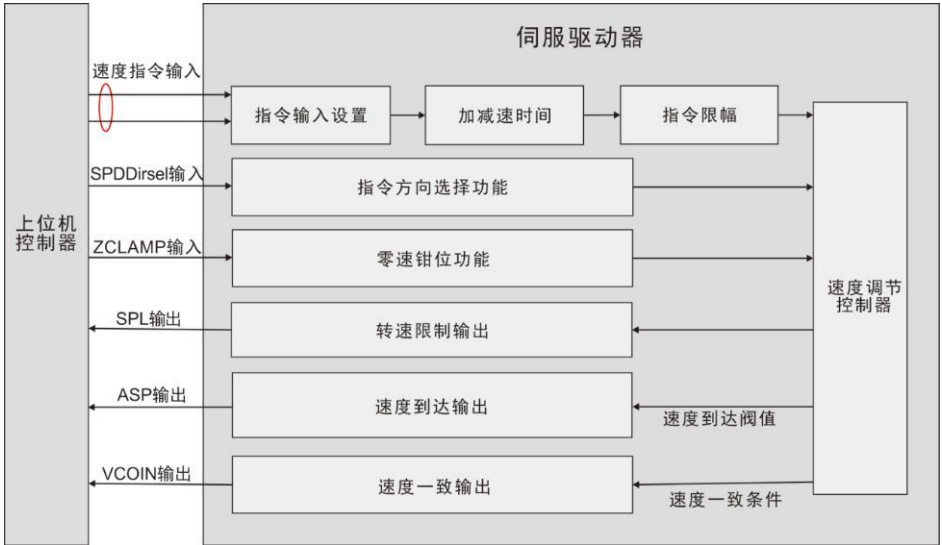 伺服驱动器
速度指令输入
指令输入设置
加减速时间
指令限幅
SPDDirsel输入
指令方向选择功能
上位机
控制器
ZCLAMP输入
零速钳位功能
速度调节
控制器
SPL输出
转速限制输出
ASP输出
速度到达输出
速度到达阀值
VCOIN输出
速度一致输出
速度一致条件